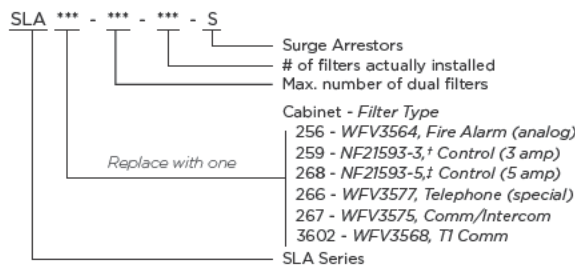 SLA *** - *** - *** - S
Surge Arrestors
# of filters actually installed
Max. number of dual filters
Cabinet - Filter Type
256 - WFV3564, Fire Alarm (analog)
259 - NF21593-3,† Control (3 amp)
Replace with one
268 - NF21593-5,‡ Control (5 amp)
266 - WFV3577, Telephone (special)
267 - WFV3575, Comm/Intercom
3602 - WFV3568, T1 Comm
SLA Series